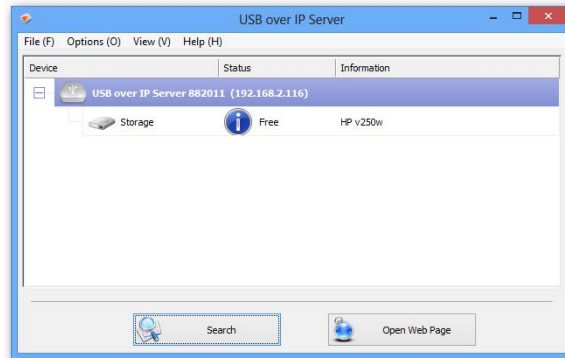 USB over IP Server
File (F) Options (O) View (V) Help (H)
Device Status Information
USB over IP Server 882011 (192.168.2.116)
Storage Free HP v250w
Search Open Web Page